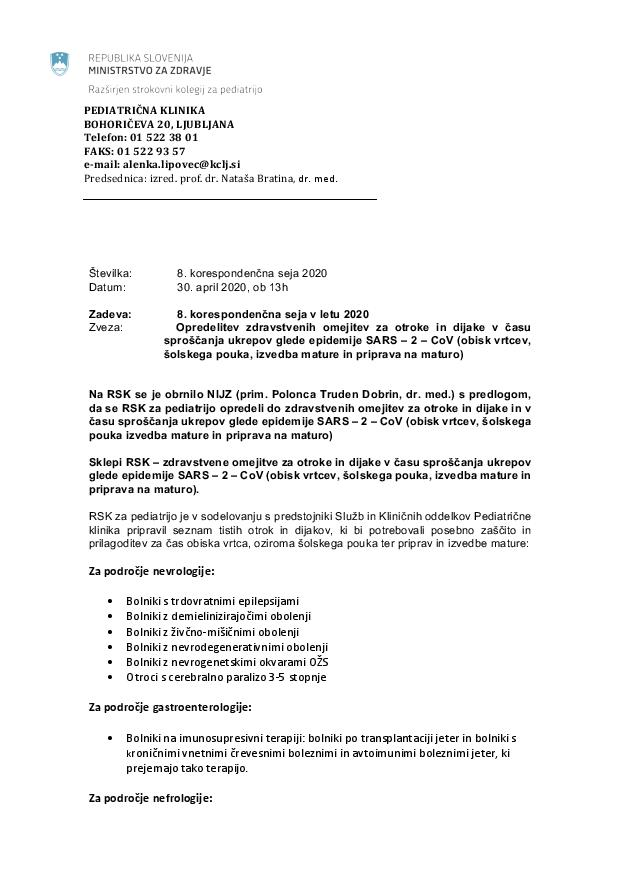 REPUBLIKA SLOVENIJA
MINISTRSTVO ZA ZDRAVJE
Razširjen strokovni kolegij za pediatrijo
PEDIATRIČNA KLINIKA
BOHORIČEVA 20, LJUBLJANA
Telefon: 01 522 38 01
FAKS: 01 522 93 57
e-mail: alenka.lipovec@kclj.si
Predsednica: izred. prof. dr. Nataša Bratina, dr. med.
Številka: 8. korespondenčna seja 2020
Datum: 30. april 2020, ob 13h
Zadeva: 8. korespondenčna seja v letu 2020
Zveza: Opredelitev zdravstvenih omejitev za otroke in dijake v času
sproščanja ukrepov glede epidemije SARS – 2 – CoV (obisk vrtcev,
šolskega pouka, izvedba mature in priprava na maturo)
Na RSK se je obrnilo NIJZ (prim. Polonca Truden Dobrin, dr. med.) s predlogom,
da se RSK za pediatrijo opredeli do zdravstvenih omejitev za otroke in dijake in v
času sproščanja ukrepov glede epidemije SARS – 2 – CoV (obisk vrtcev, šolskega
pouka izvedba mature in priprava na maturo)
Sklepi RSK – zdravstvene omejitve za otroke in dijake v času sproščanja ukrepov
glede epidemije SARS – 2 – CoV (obisk vrtcev, šolskega pouka, izvedba mature in
priprava na maturo).
RSK za pediatrijo je v sodelovanju s predstojniki Služb in Kliničnih oddelkov Pediatrične
klinika pripravil seznam tistih otrok in dijakov, ki bi potrebovali posebno zaščito in
prilagoditev za čas obiska vrtca, oziroma šolskega pouka ter priprav in izvedbe mature:
Za področje nevrologije:
• Bolniki s trdovratnimi epilepsijami
• Bolniki z demielinizirajočimi obolenji
• Bolniki z živčno-mišičnimi obolenji
• Bolniki z nevrodegenerativnimi obolenji
• Bolniki z nevrogenetskimi okvarami OŽS
• Otroci s cerebralno paralizo 3-5 stopnje
Za področje gastroenterologije:
• Bolniki na imunosupresivni terapiji: bolniki po transplantaciji jeter in bolniki s
kroničnimi vnetnimi črevesnimi boleznimi in avtoimunimi boleznimi jeter, ki
prejemajo tako terapijo.
Za področje nefrologije: